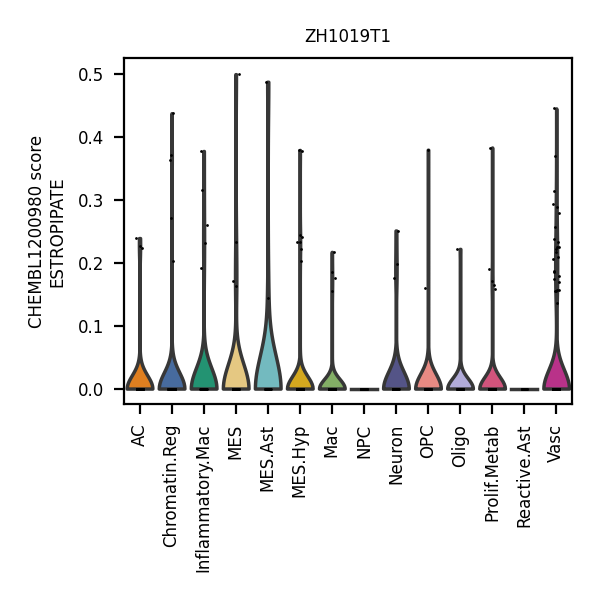 ZH1019T1
CHEMBL1200980 score
ESTROPIPATE
0.5
0.4
0.3
0.2
0.1
0.0
AC
Chromatin.Reg
Inflammatory.Mac
MES
MES.Ast
MES.Hyp
Mac
NPC
Neuron
OPC
Oligo
Prolif.Metab
Reactive.Ast
Vasc